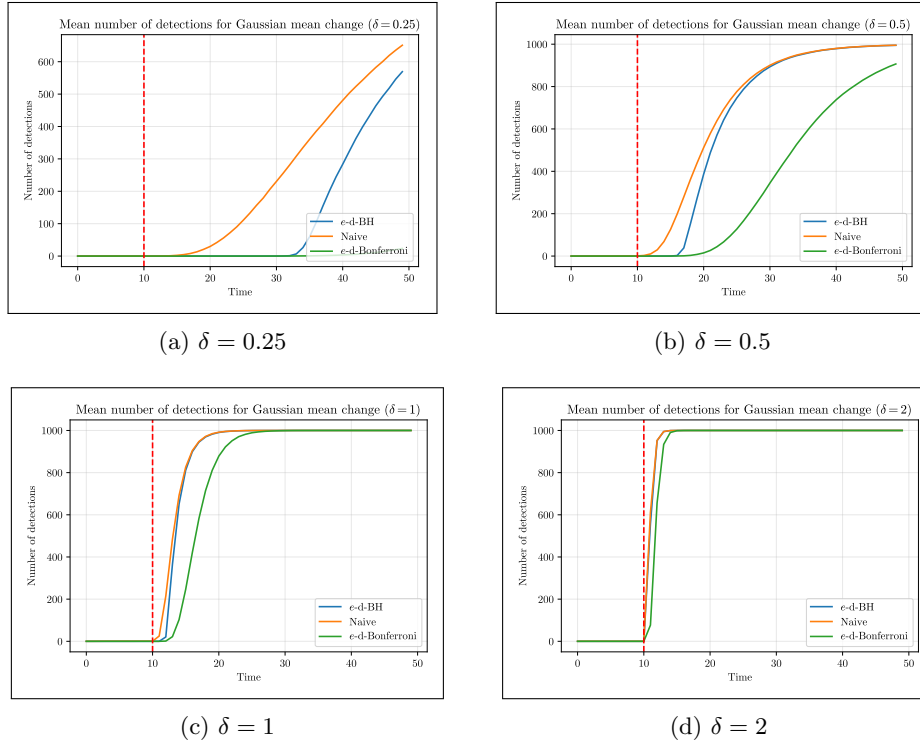 Mean number of detections for Gaussian mean change (δ = 0.25)
Number of detections
600
500
400
300
200
100
0
0 10 20 30 40 50
Time
e-d-BH
Naive
e-d-Bonferroni
(a) δ = 0.25
Mean number of detections for Gaussian mean change (δ = 0.5)
Number of detections
1000
800
600
400
200
0
0 10 20 30 40 50
Time
e-d-BH
Naive
e-d-Bonferroni
(b) δ = 0.5
Mean number of detections for Gaussian mean change (δ = 1)
Number of detections
1000
800
600
400
200
0
0 10 20 30 40 50
Time
e-d-BH
Naive
e-d-Bonferroni
(c) δ = 1
Mean number of detections for Gaussian mean change (δ = 2)
Number of detections
1000
800
600
400
200
0
0 10 20 30 40 50
Time
e-d-BH
Naive
e-d-Bonferroni
(d) δ = 2